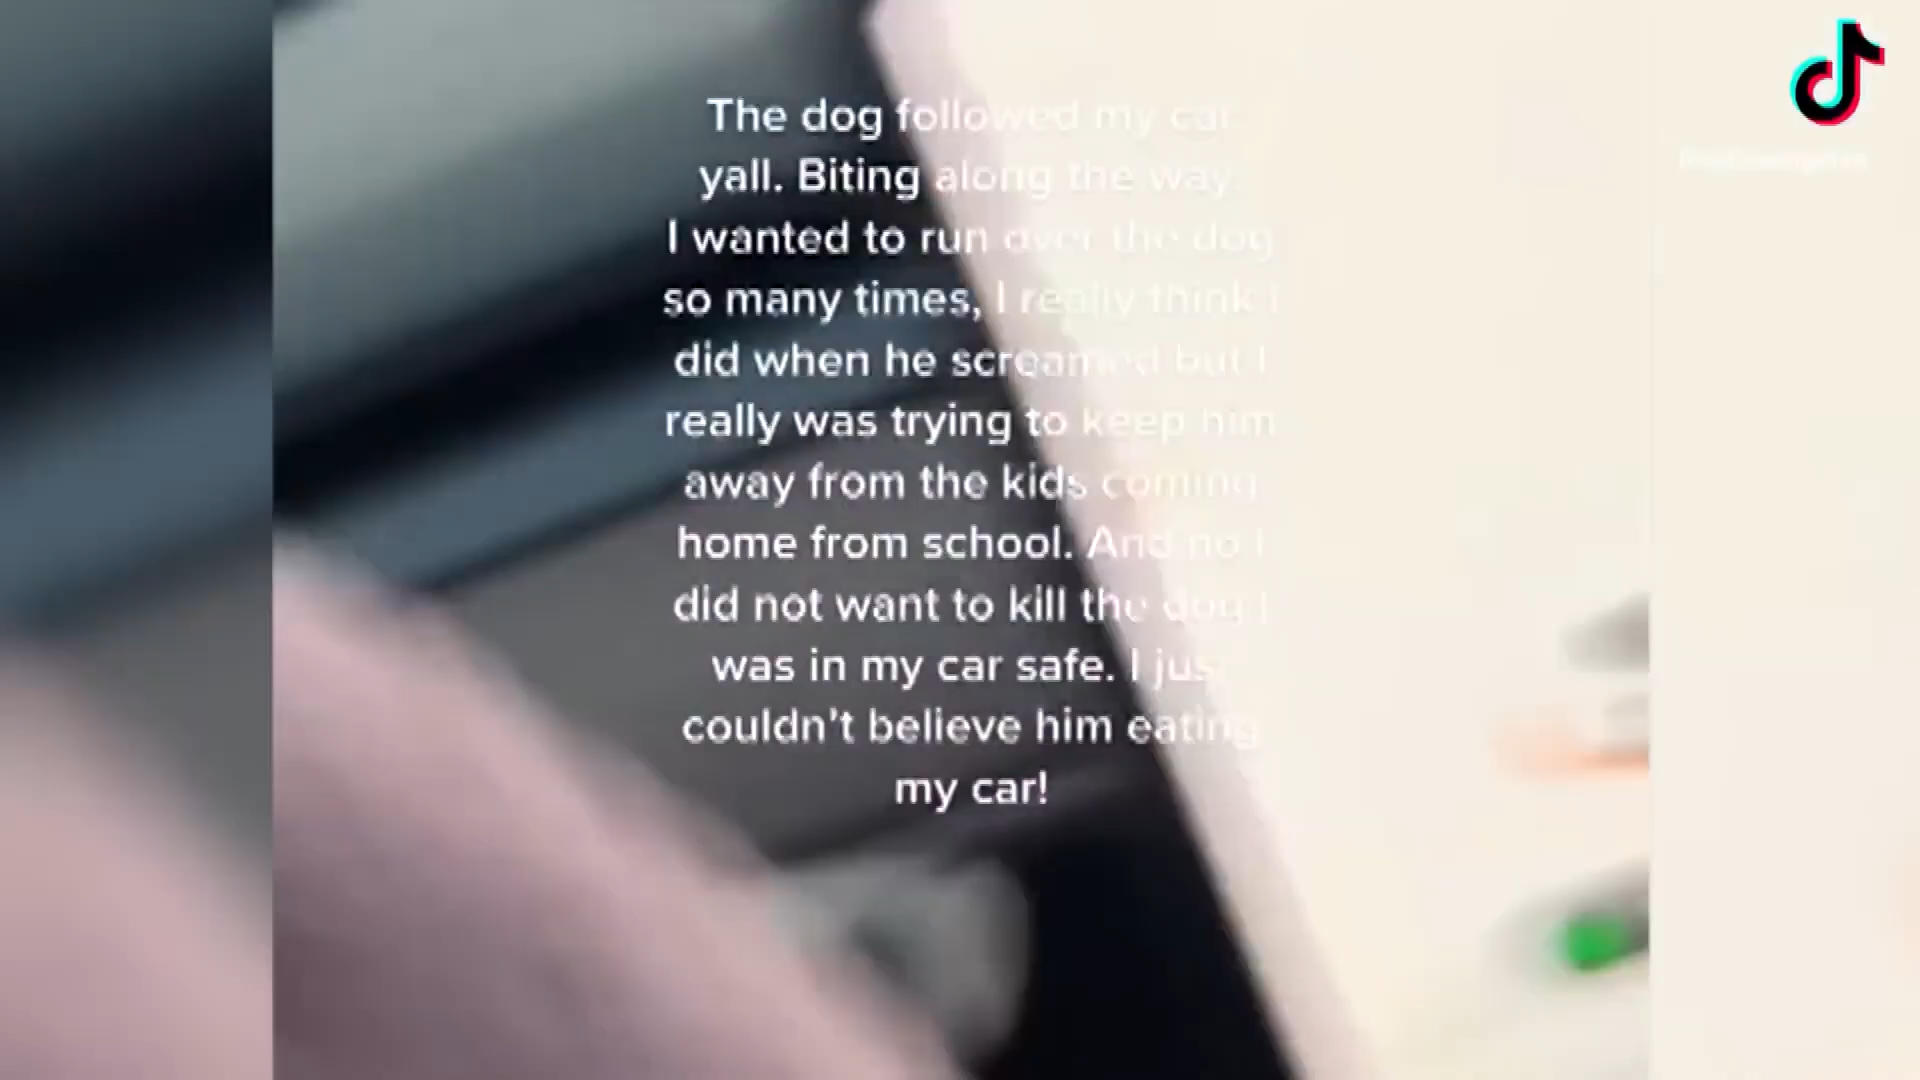 The dog followed my car
yall. Biting along the way.
I wanted to run over the dog
so many times, I really think I
did when he screamed but I
really was trying to keep him
away from the kids coming
home from school. And no I
did not want to kill the dog I
was in my car safe. I just
couldn't believe him eating
my car!